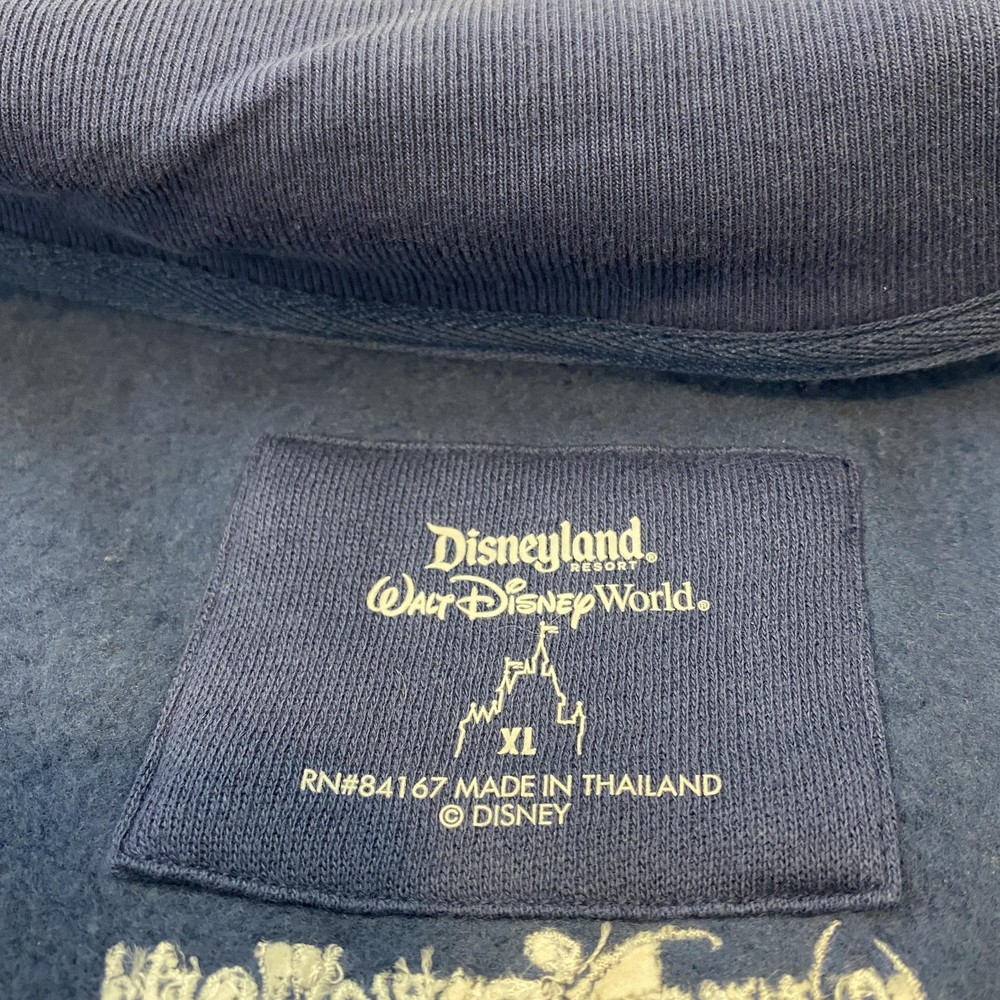 Disneyland®
RESORT
WALT DISNEY World®
XL
RN#84167 MADE IN THAILAND
© DISNEY